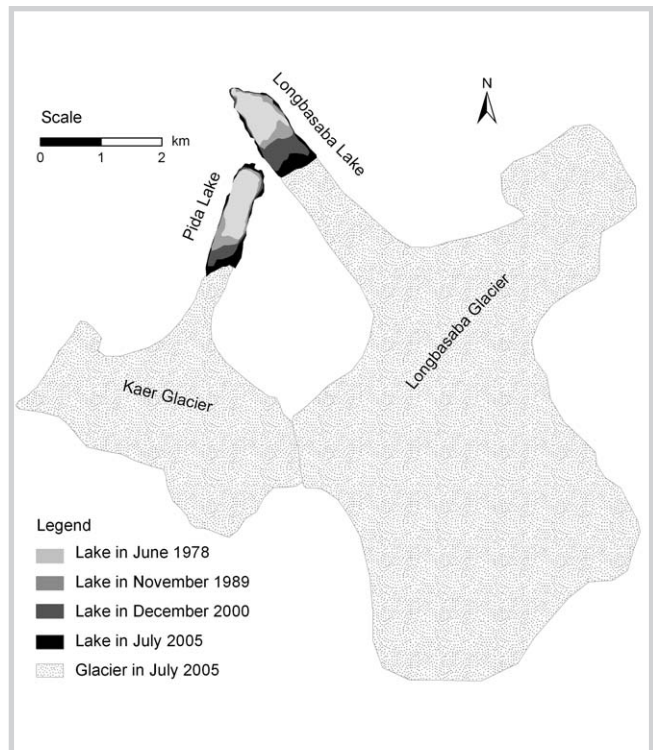 N
Longbasaba Lake
Scale
km
0 1 2
Pida Lake
Longbasaba Glacier
Kaer Glacier
Legend
Lake in June 1978
Lake in November 1989
Lake in December 2000
Lake in July 2005
Glacier in July 2005